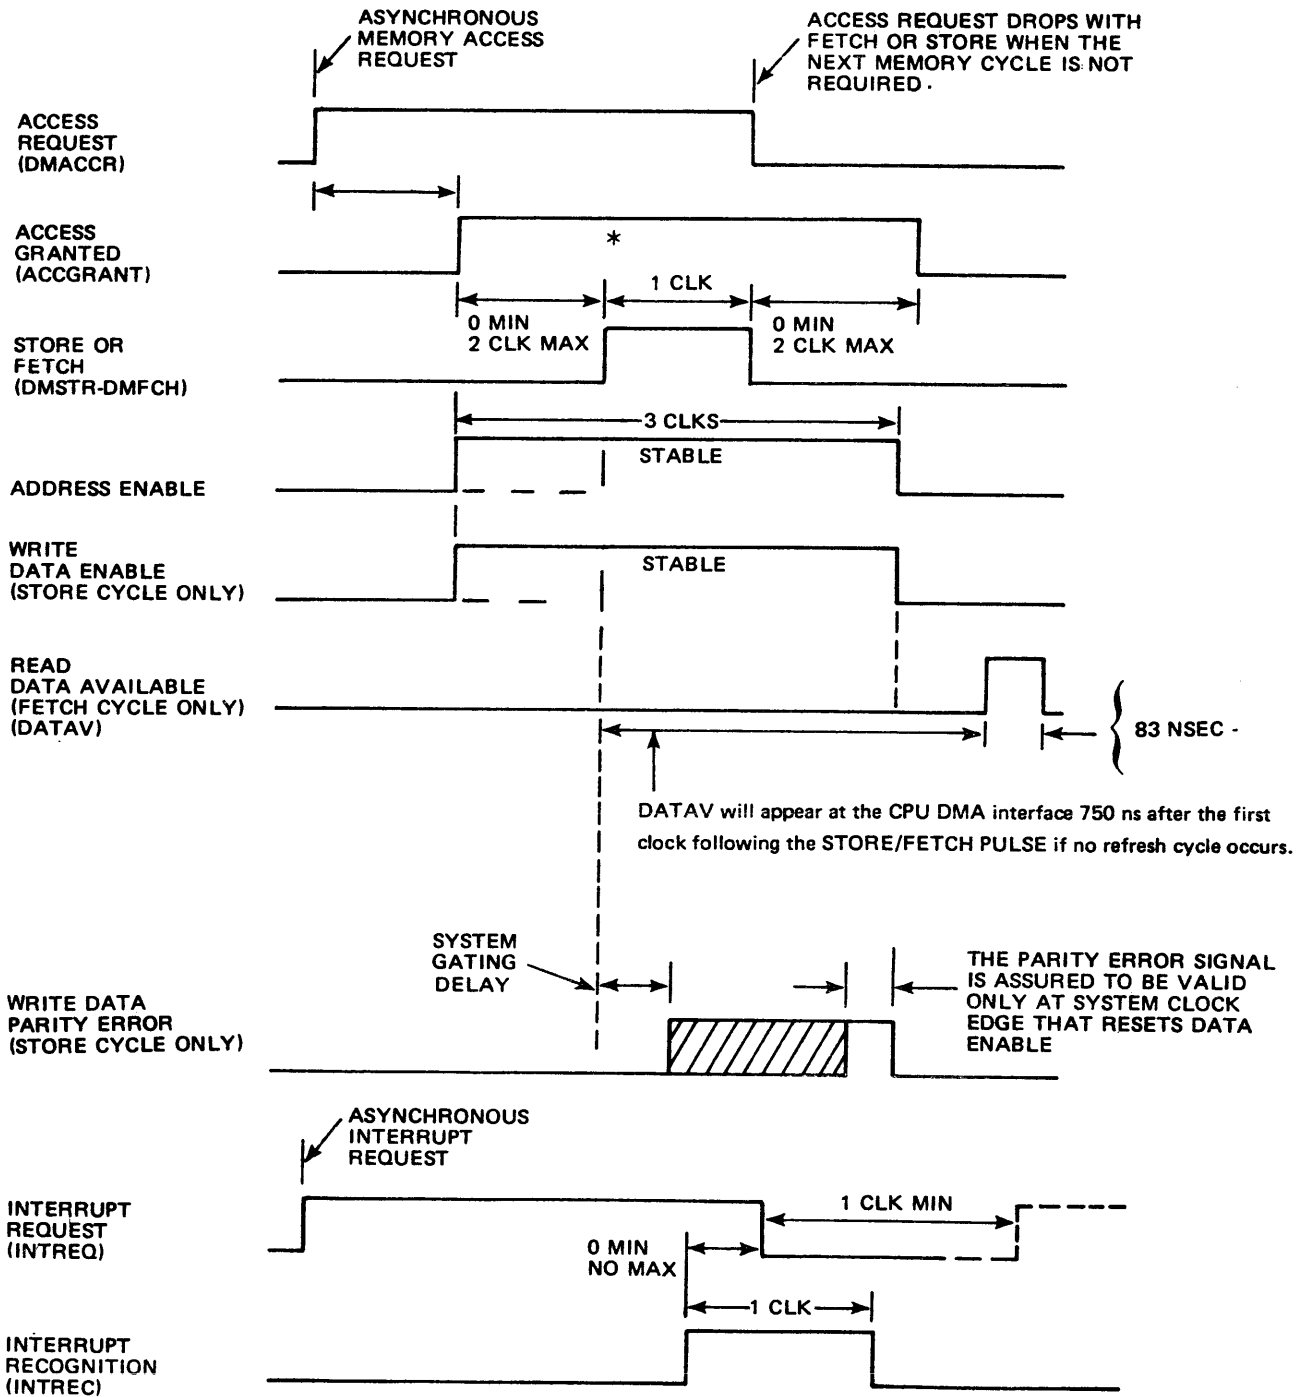 ASYNCHRONOUS
MEMORY ACCESS
REQUEST
ACCESS REQUEST DROPS WITH
FETCH OR STORE WHEN THE
NEXT MEMORY CYCLE IS NOT
REQUIRED.
ACCESS
REQUEST
(DMACCR)
ACCESS
GRANTED
(ACCGRANT)
*
1 CLK
0 MIN
2 CLK MAX
0 MIN
2 CLK MAX
STORE OR
FETCH
(DMSTR-DMFCH)
3 CLKS
STABLE
ADDRESS ENABLE
WRITE
DATA ENABLE
(STORE CYCLE ONLY)
STABLE
READ
DATA AVAILABLE
(FETCH CYCLE ONLY)
(DATAV)
83 NSEC
DATAV will appear at the CPU DMA interface 750 ns after the first
clock following the STORE/FETCH PULSE if no refresh cycle occurs.
SYSTEM
GATING
DELAY
THE PARITY ERROR SIGNAL
IS ASSURED TO BE VALID
ONLY AT SYSTEM CLOCK
EDGE THAT RESETS DATA
ENABLE
WRITE DATA
PARITY ERROR
(STORE CYCLE ONLY)
ASYNCHRONOUS
INTERRUPT
REQUEST
INTERRUPT
REQUEST
(INTREQ)
1 CLK MIN
0 MIN
NO MAX
1 CLK
INTERRUPT
RECOGNITION
(INTREC)